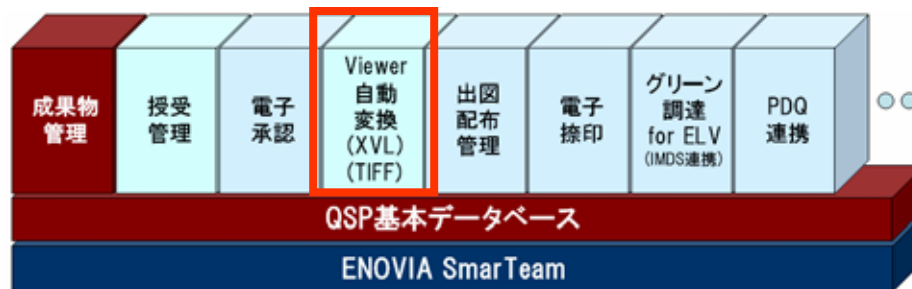 成果物
管理
授受
管理
電子
承認
Viewer
自動
変換
(XVL)
(TIFF)
出図
配布
管理
電子
捺印
グリーン
調達
for ELV
(IMDS連携)
PDQ
連携
QSP基本データベース
ENOVIA SmarTeam